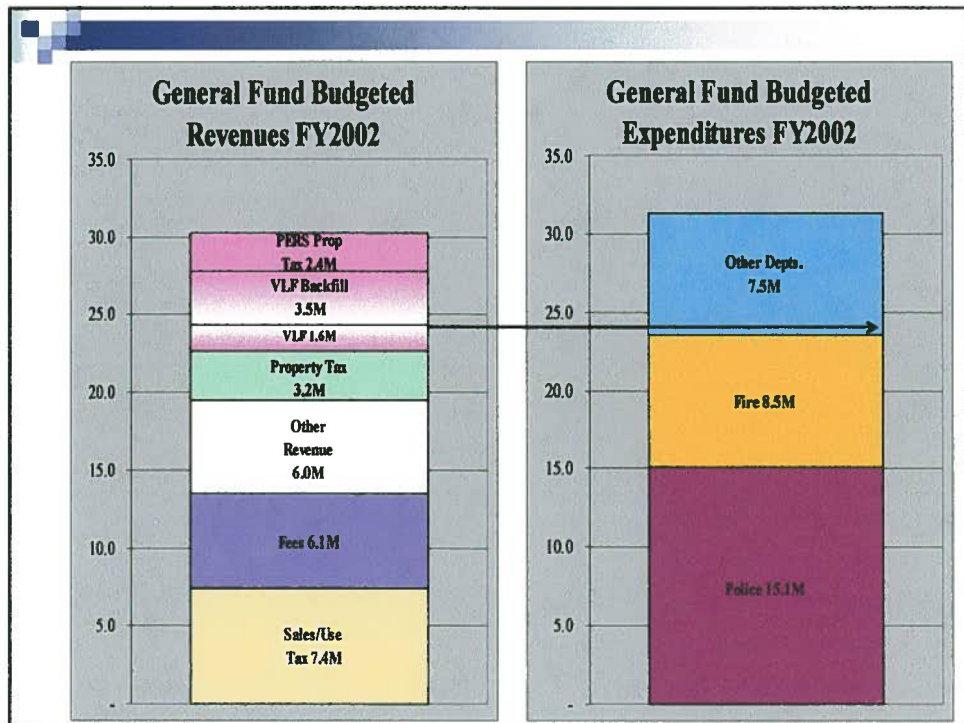 General Fund Budgeted
Revenues FY2002
35.0
30.0
25.0
20.0
15.0
10.0
5.0
-
PERS Prop
Tax 2.4M
VLF Backfill
3.5M
VLF 1.6M
Property Tax
3.2M
Other
Revenue
6.0M
Fees 6.1M
Sales/Use
Tax 7.4M
General Fund Budgeted
Expenditures FY2002
35.0
30.0
25.0
20.0
15.0
10.0
5.0
-
Other Depts.
7.5M
Fire 8.5M
Police 15.1M